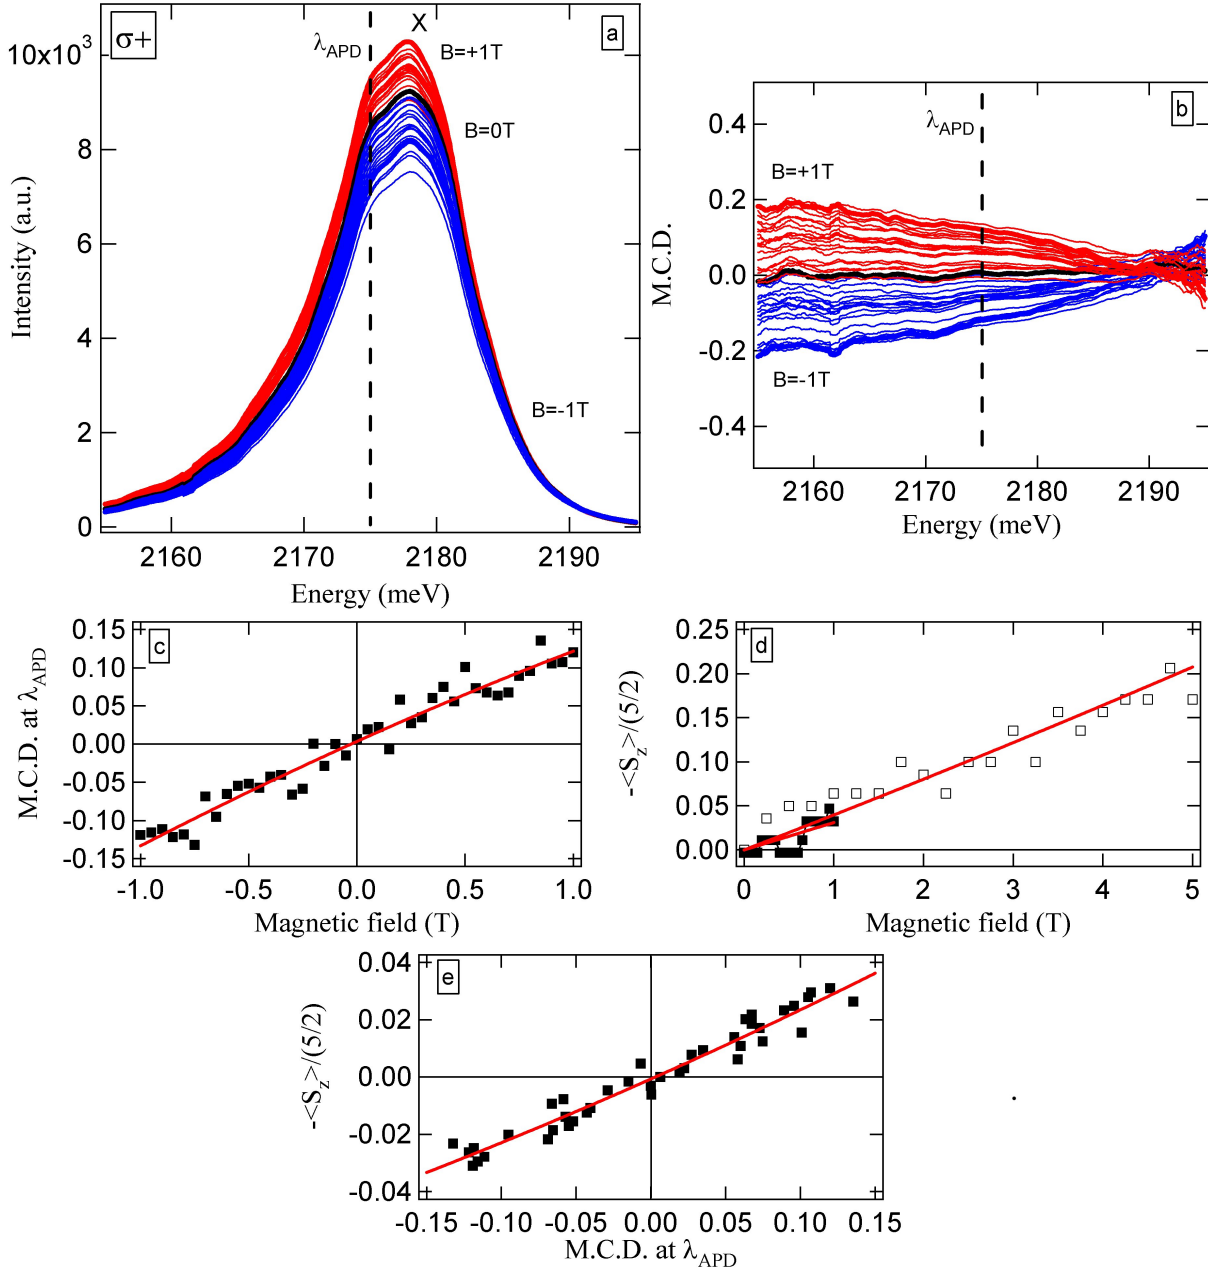 σ+
λAPD
X
B=+1T
a
B=0T
B=-1T
10x10³
8
6
4
2
0
Intensity (a.u.)
2160 2170 2180 2190
Energy (meV)
b
λAPD
B=+1T
B=-1T
0.4
0.2
0.0
-0.2
-0.4
M.C.D.
2160 2170 2180 2190
Energy (meV)
c
0.15
0.10
0.05
0.00
-0.05
-0.10
-0.15
M.C.D. at λAPD
-1.0 -0.5 0.0 0.5 1.0
Magnetic field (T)
d
0.25
0.20
0.15
0.10
0.05
0.00
-<Sz>/(5/2)
0 1 2 3 4 5
Magnetic field (T)
e
0.04
0.02
0.00
-0.02
-0.04
-<Sz>/(5/2)
-0.15 -0.10 -0.05 0.00 0.05 0.10 0.15
M.C.D. at λAPD